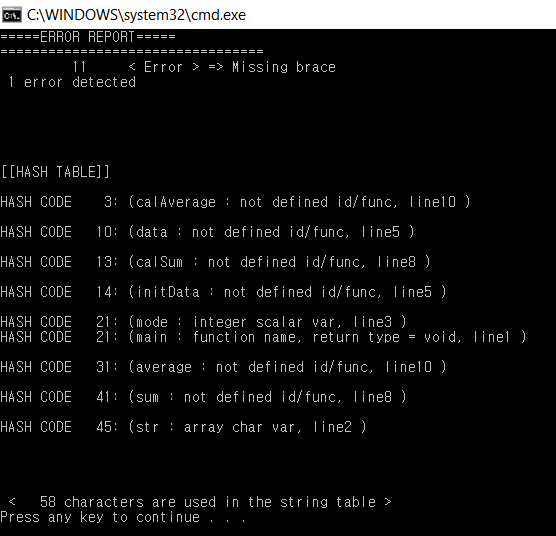 C:\WINDOWS\system32\cmd.exe
=====ERROR REPORT=====
=================================
11 < Error > => Missing brace
1 error detected
[[HASH TABLE]]
HASH CODE 3: (calAverage : not defined id/func, line10 )
HASH CODE 10: (data : not defined id/func, line5 )
HASH CODE 13: (calSum : not defined id/func, line8 )
HASH CODE 14: (initData : not defined id/func, line5 )
HASH CODE 21: (mode : integer scalar var, line3 )
HASH CODE 21: (main : function name, return type = void, line1 )
HASH CODE 31: (average : not defined id/func, line10 )
HASH CODE 41: (sum : not defined id/func, line8 )
HASH CODE 45: (str : array char var, line2 )
< 58 characters are used in the string table >
Press any key to continue . . .